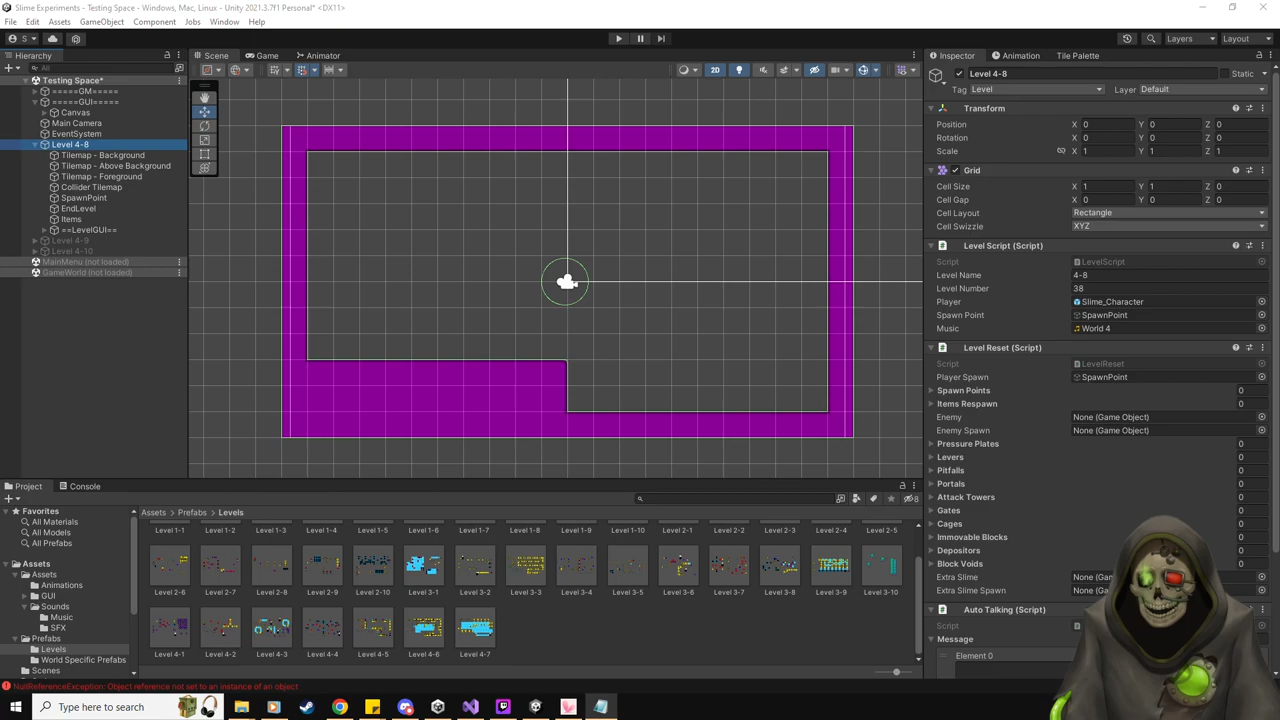 Slime Experiments - Testing Space - Windows, Mac, Linux - Unity 2021.3.7f1 Personal* <DX11>
File Edit Assets GameObject Component Jobs Window Help
S Layers Layout
Hierarchy
All
Testing Space*
=====GM=====
=====GUI=====
Canvas
Main Camera
EventSystem
Level 4-8
Tilemap - Background
Tilemap - Above Background
Tilemap - Foreground
Collider Tilemap
SpawnPoint
EndLevel
Items
==LevelGUI==
Level 4-9
Level 4-10
MainMenu (not loaded)
GameWorld (not loaded)
Scene Game Animator
2D
Inspector Animation Tile Palette
Level 4-8 Static
Tag Level Layer Default
Transform
Position X 0 Y 0 Z 0
Rotation X 0 Y 0 Z 0
Scale X 1 Y 1 Z 1
Grid
Cell Size X 1 Y 1 Z 0
Cell Gap X 0 Y 0 Z 0
Cell Layout Rectangle
Cell Swizzle XYZ
Level Script (Script)
Script LevelScript
Level Name 4-8
Level Number 38
Player Slime_Character
Spawn Point SpawnPoint
Music World 4
Level Reset (Script)
Script LevelReset
Player Spawn SpawnPoint
Spawn Points 0
Items Respawn 0
Enemy None (Game Object)
Enemy Spawn None (Game Object)
Pressure Plates 0
Levers 0
Pitfalls 0
Portals 0
Attack Towers 0
Gates 0
Cages 0
Immovable Blocks 0
Depositors 0
Block Voids 0
Extra Slime None (Gam
Extra Slime Spawn None (Gam
Auto Talking (Script)
Script
Message
Element 0
Project Console
8
Favorites
All Materials
All Models
All Prefabs
Assets
Assets
Animations
GUI
Sounds
Music
SFX
Prefabs
Levels
World Specific Prefabs
Scenes
Assets > Prefabs > Levels
Level 1-1 Level 1-2 Level 1-3 Level 1-4 Level 1-5 Level 1-6 Level 1-7 Level 1-8 Level 1-9 Level 1-10 Level 2-1 Level 2-2 Level 2-3 Level 2-4 Level 2-5
Level 2-6 Level 2-7 Level 2-8 Level 2-9 Level 2-10 Level 3-1 Level 3-2 Level 3-3 Level 3-4 Level 3-5 Level 3-6 Level 3-7 Level 3-8 Level 3-9 Level 3-10
Level 4-1 Level 4-2 Level 4-3 Level 4-4 Level 4-5 Level 4-6 Level 4-7
NullReferenceException: Object reference not set to an instance of an object
Type here to search